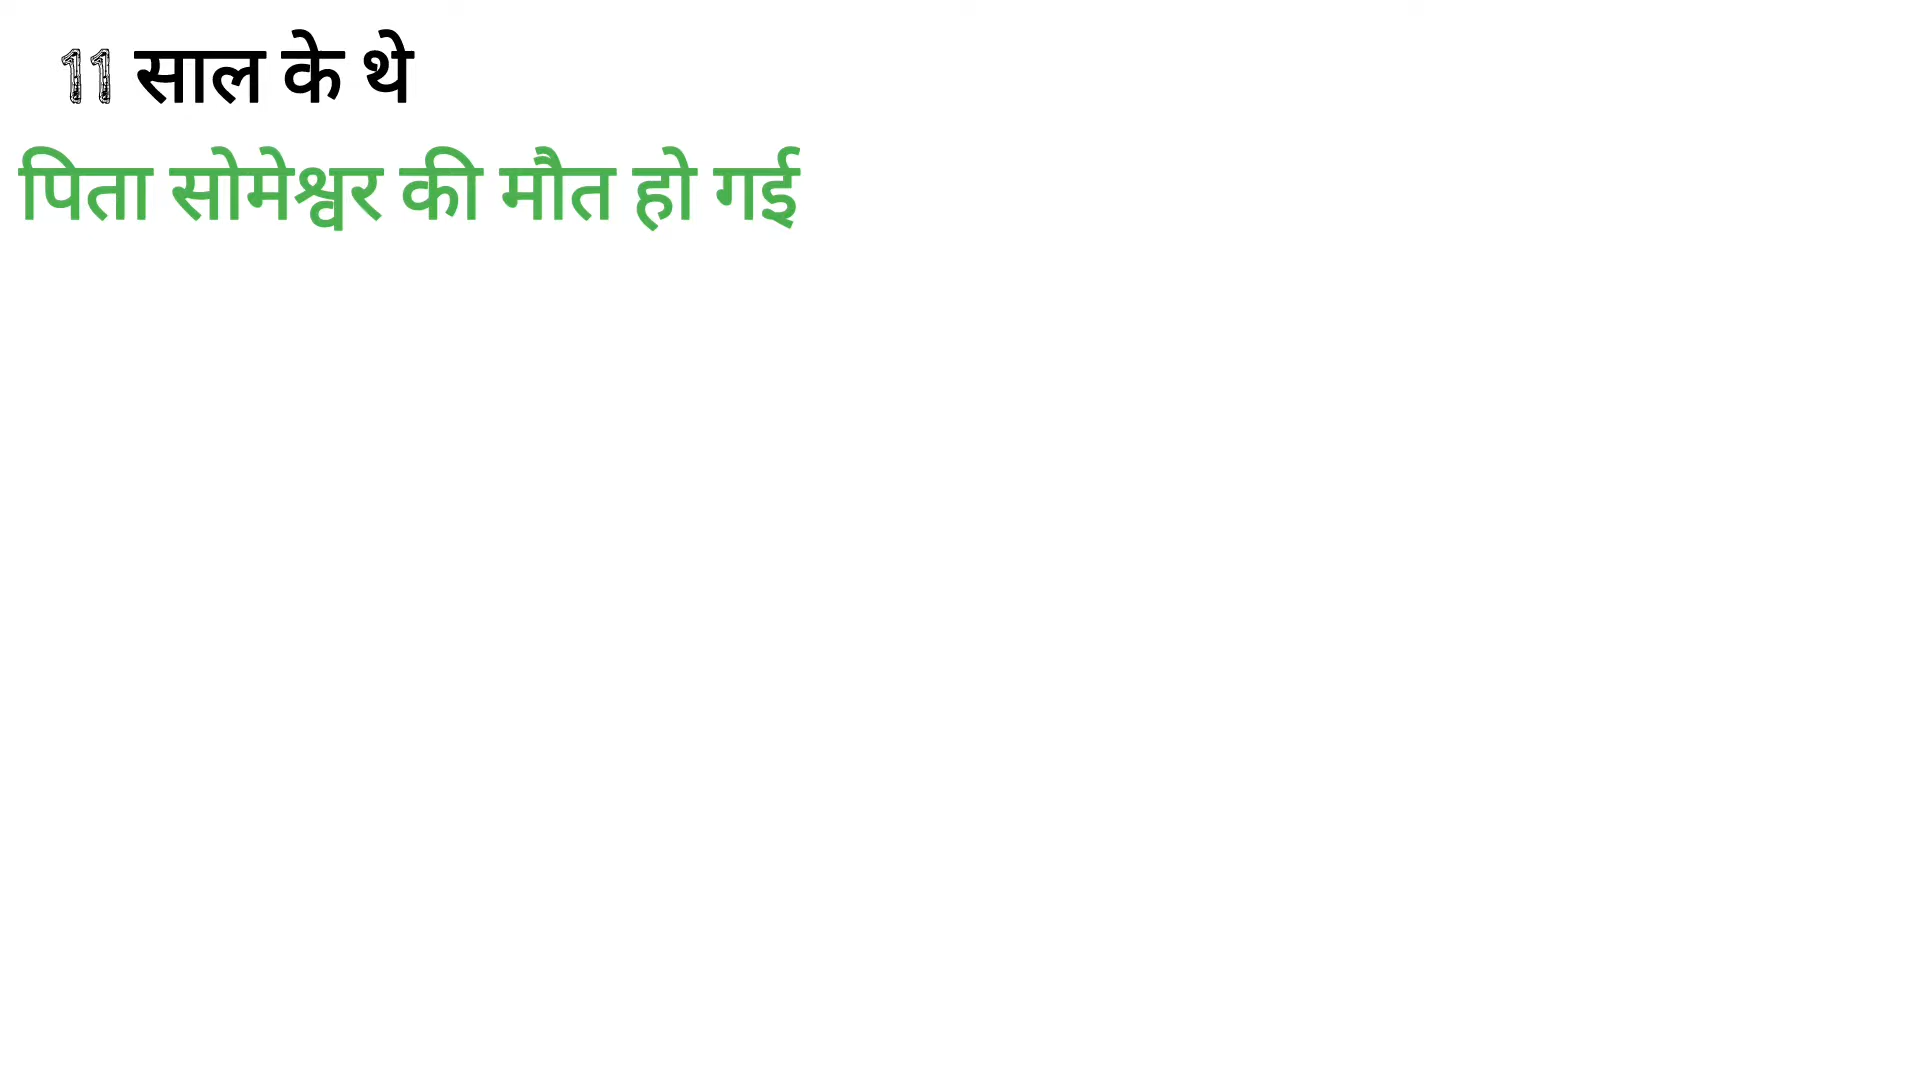 11 साल के थे
पिता सोमेश्वर की मौत हो गई